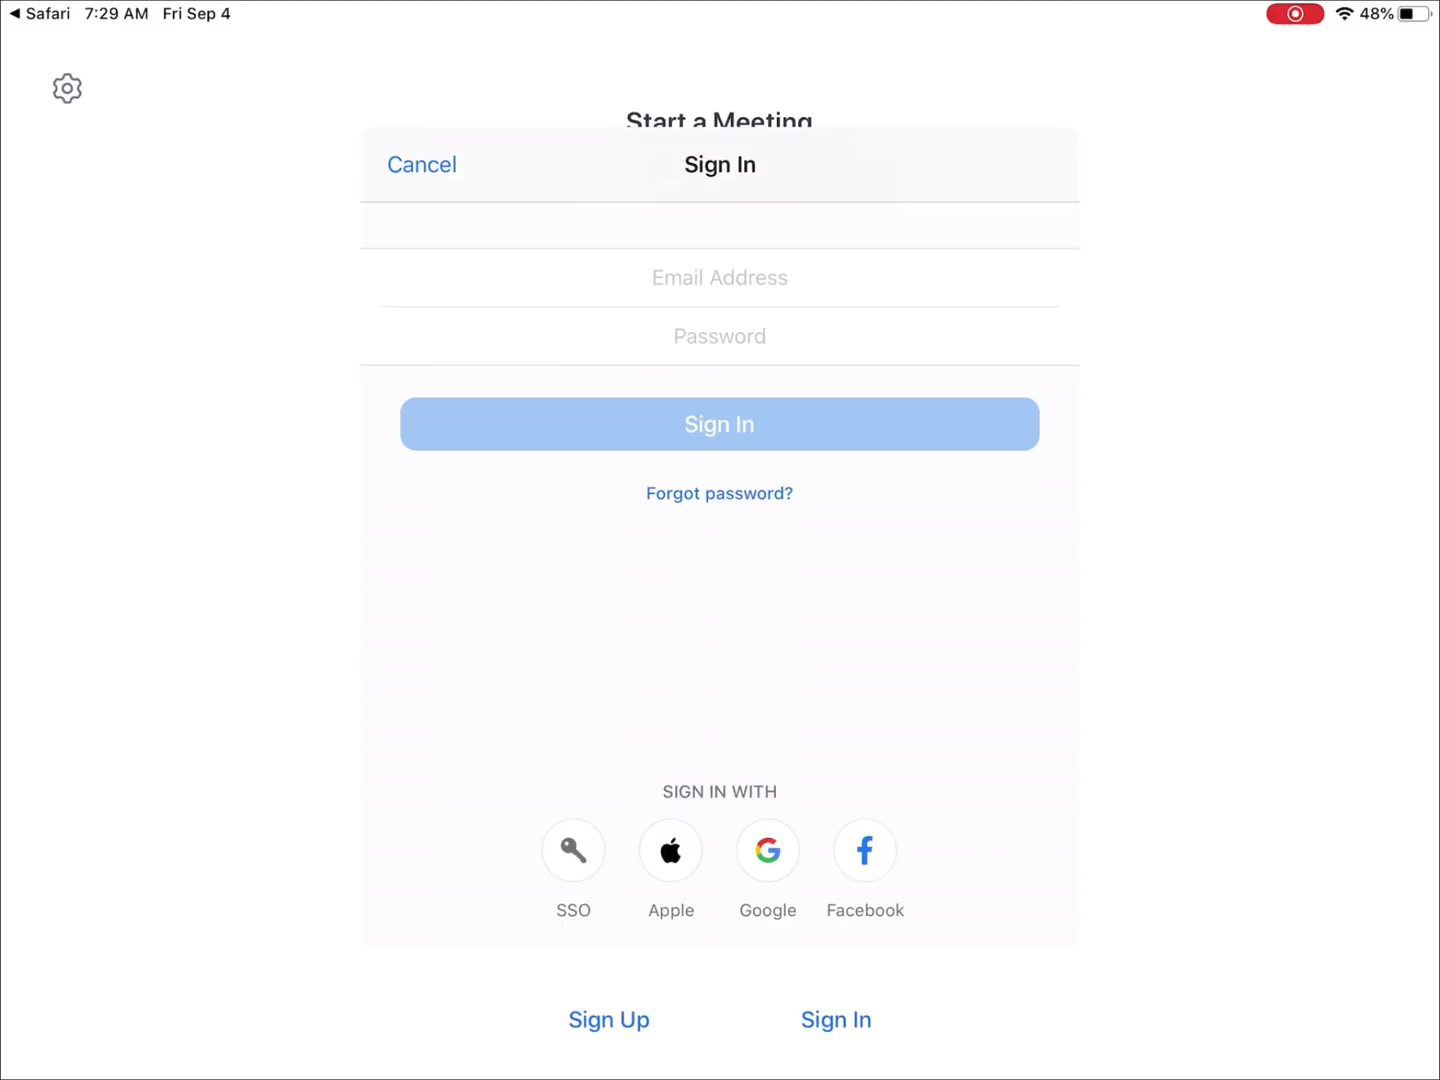 Safari 7:29 AM Fri Sep 4 48%
Start a Meeting
Cancel Sign In
Email Address
Password
Sign In
Forgot password?
SIGN IN WITH
SSO Apple Google Facebook
Sign Up Sign In